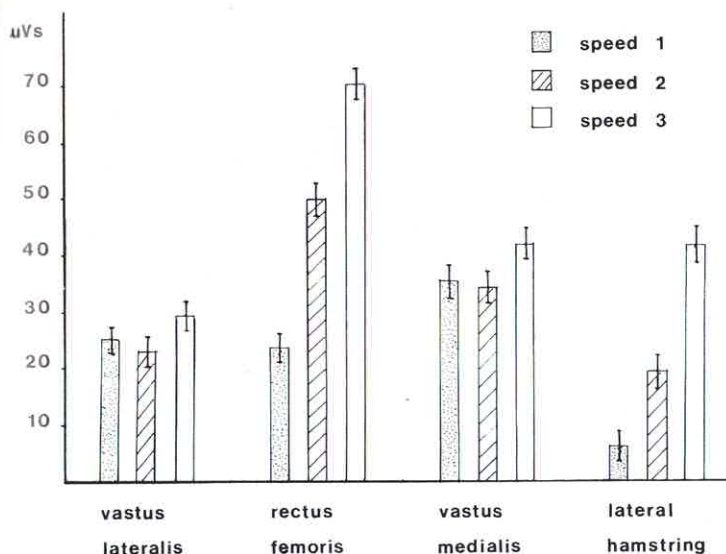 µVs
speed 1
speed 2
speed 3
70
60
50
40
30
20
10
vastus rectus vastus lateral
lateralis femoris medialis hamstring